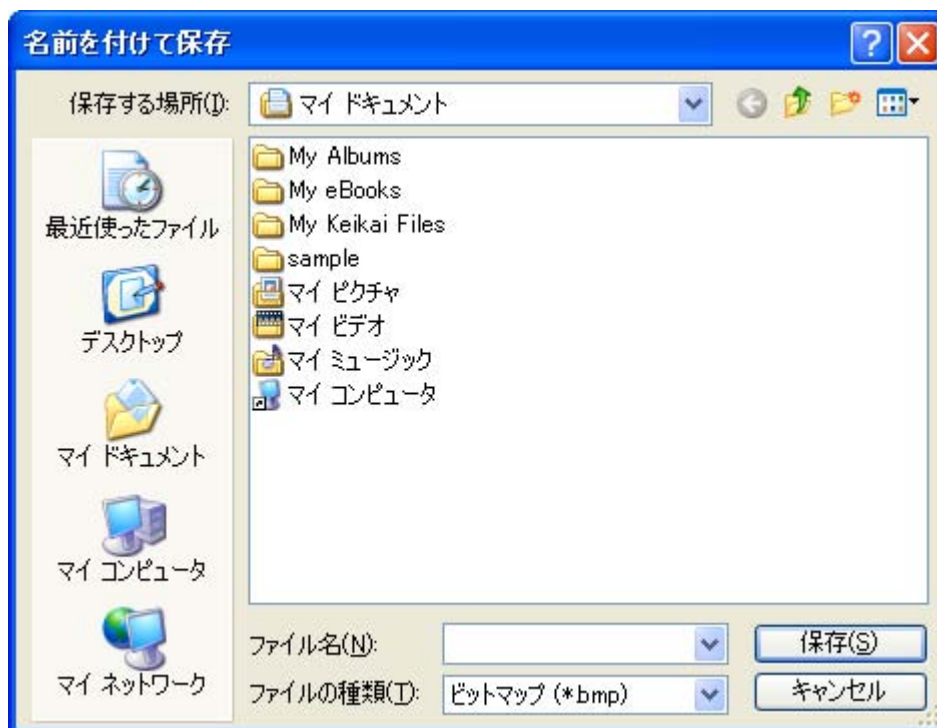 名前を付けて保存
保存する場所(I):
マイ ドキュメント
最近使ったファイル
デスクトップ
マイ ドキュメント
マイ コンピュータ
マイ ネットワーク
My Albums
My eBooks
My Keikai Files
sample
マイ ピクチャ
マイ ビデオ
マイ ミュージック
マイ コンピュータ
ファイル名(N):
保存(S)
ファイルの種類(T):
ビットマップ (*bmp)
キャンセル